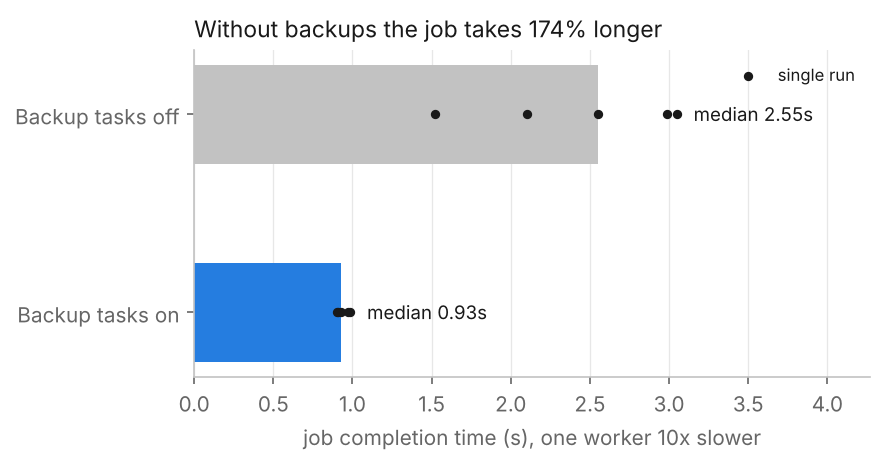 Without backups the job takes 174% longer
single run
Backup tasks off
median 2.55s
Backup tasks on
median 0.93s
0.0 0.5 1.0 1.5 2.0 2.5 3.0 3.5 4.0
job completion time (s), one worker 10x slower